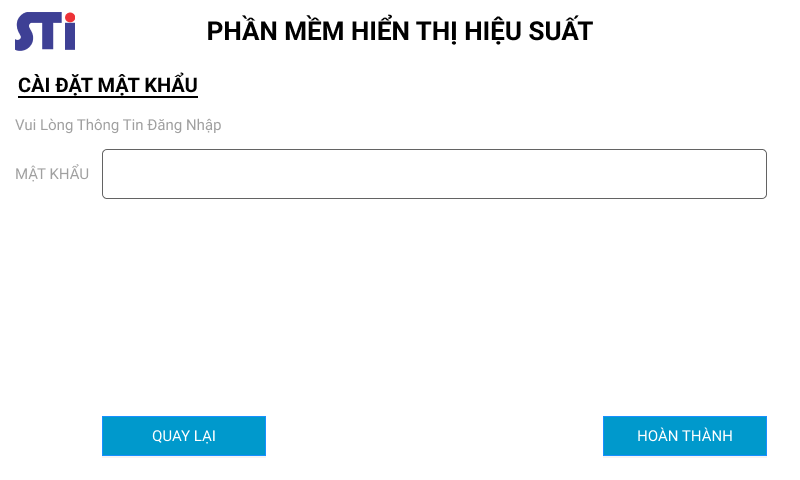 STi
PHẦN MỀM HIỂN THỊ HIỆU SUẤT
CÀI ĐẶT MẬT KHẨU
Vui Lòng Thông Tin Đăng Nhập
MẬT KHẨU
QUAY LẠI
HOÀN THÀNH